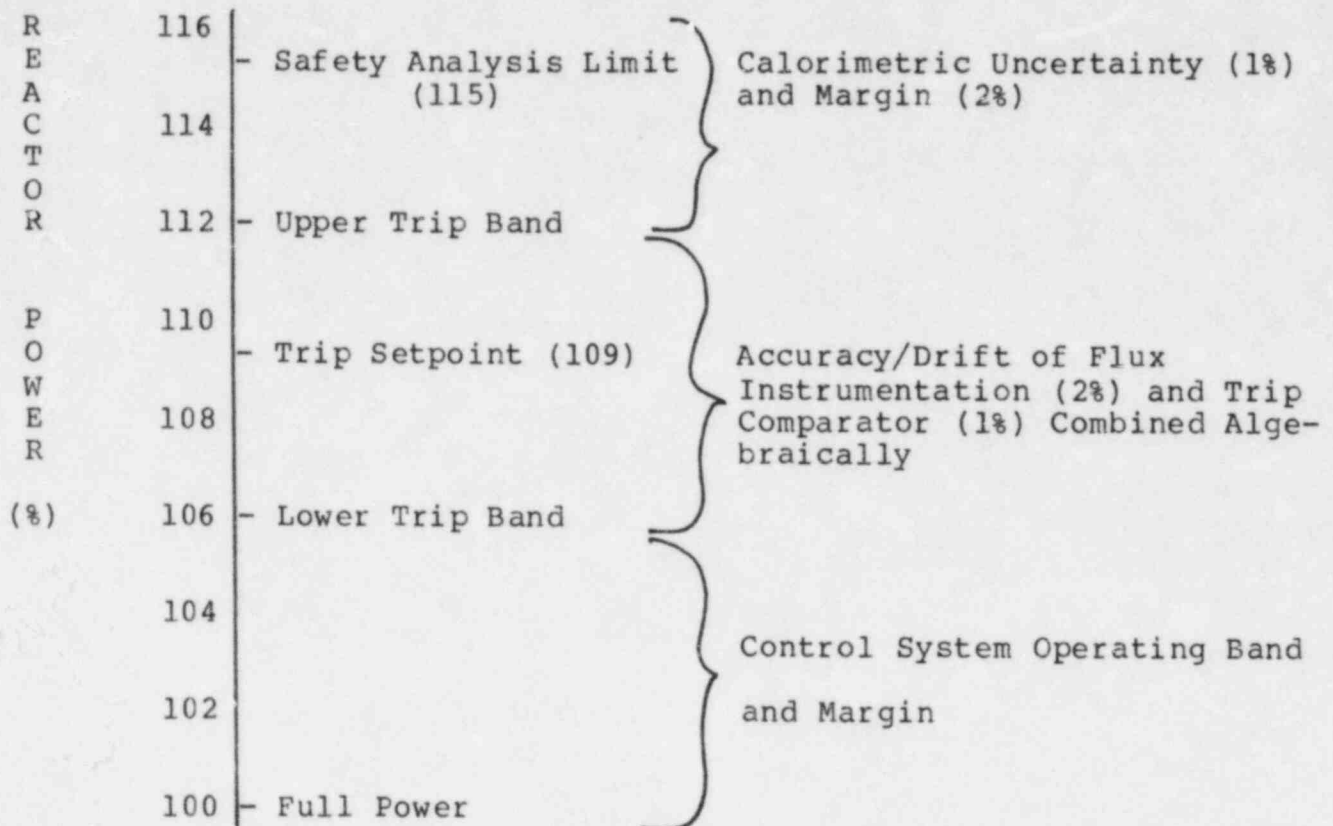 REACTOR POWER (%)
116
Safety Analysis Limit
(115)
Calorimetric Uncertainty (1%)
and Margin (2%)
114
112
Upper Trip Band
110
Trip Setpoint (109)
Accuracy/Drift of Flux
Instrumentation (2%) and Trip
Comparator (1%) Combined Alge-
braically
108
106
Lower Trip Band
104
Control System Operating Band
and Margin
102
100
Full Power